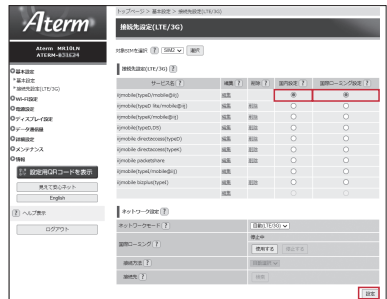 Aterm
Aterm MR10LN
ATERM-B31E24
基本設定
基本設定
接続先設定(LTE/3G)
Wi-Fi設定
電源設定
ディスプレイ設定
データ通信量
詳細設定
メンテナンス
情報
設定用QRコードを表示
見えて安心ネット
English
? ヘルプ表示
ログアウト
トップページ > 基本設定 > 接続先設定(LTE/3G)
接続先設定(LTE/3G)
対象SIMを選択 ? SIM2 選択
接続先設定(LTE/3G) ?
サービス名 ? 編集 ? 削除 ? 国内設定 ? 国際ローミング設定 ?
iijmobile(typeD/mobile@iij) 編集
iijmobile(typeD lite/mobile@iij) 編集 削除
iijmobile(typeK/mobile@iij) 編集 削除
iijmobile(typeD,DS) 編集 削除
iijmobile directaccess(typeD) 編集 削除
iijmobile directaccess(typeK) 編集 削除
iijmobile packetshare 編集 削除
iijmobile(typeI/mobile@iij) 編集 削除
iijmobile bizplus(typeI) 編集 削除
編集
ネットワーク設定 ?
ネットワークモード ? 自動(LTE/3G)
国際ローミング ? 停止中
使用する 停止する
接続方法 ?
接続先 ? 検索
設定